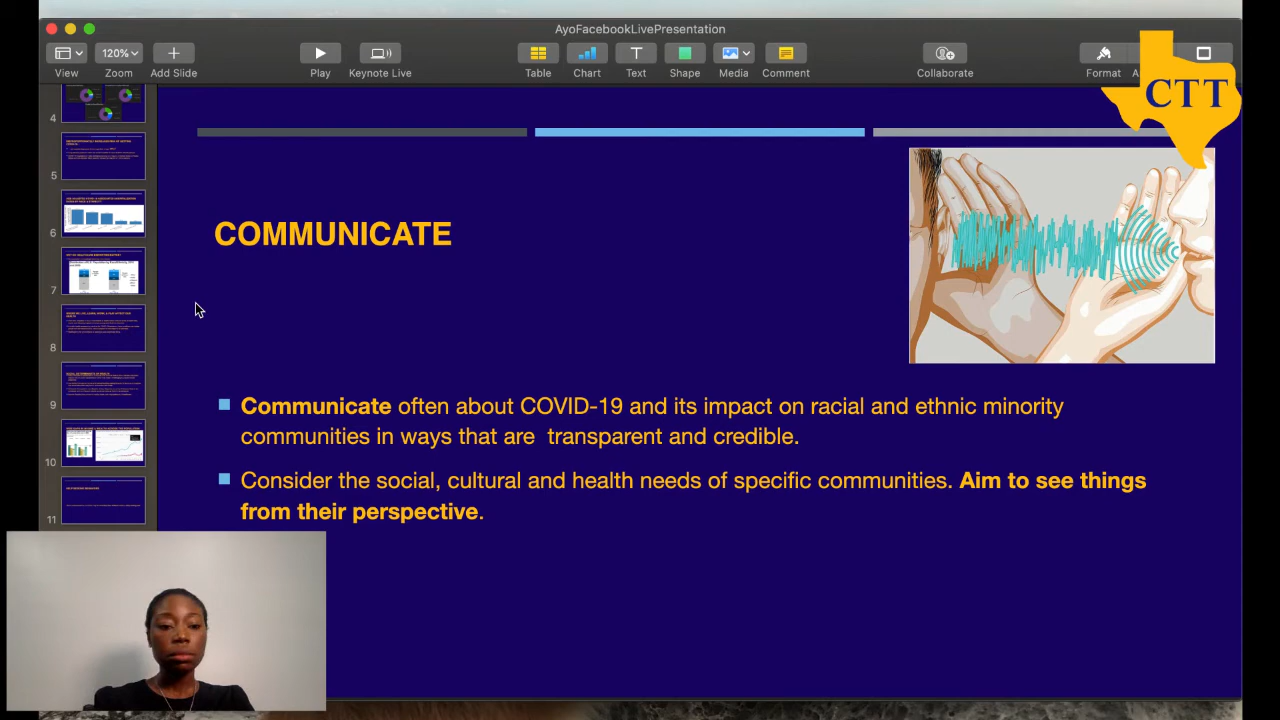 AyoFacebookLivePresentation
120%
View
Zoom
Add Slide
Play
Keynote Live
Table
Chart
Text
Shape
Media
Comment
Collaborate
Format
CTT
4
5
6
7
8
9
10
11
COMMUNICATE
Communicate often about COVID-19 and its impact on racial and ethnic minority
communities in ways that are transparent and credible.
Consider the social, cultural and health needs of specific communities. Aim to see things
from their perspective.